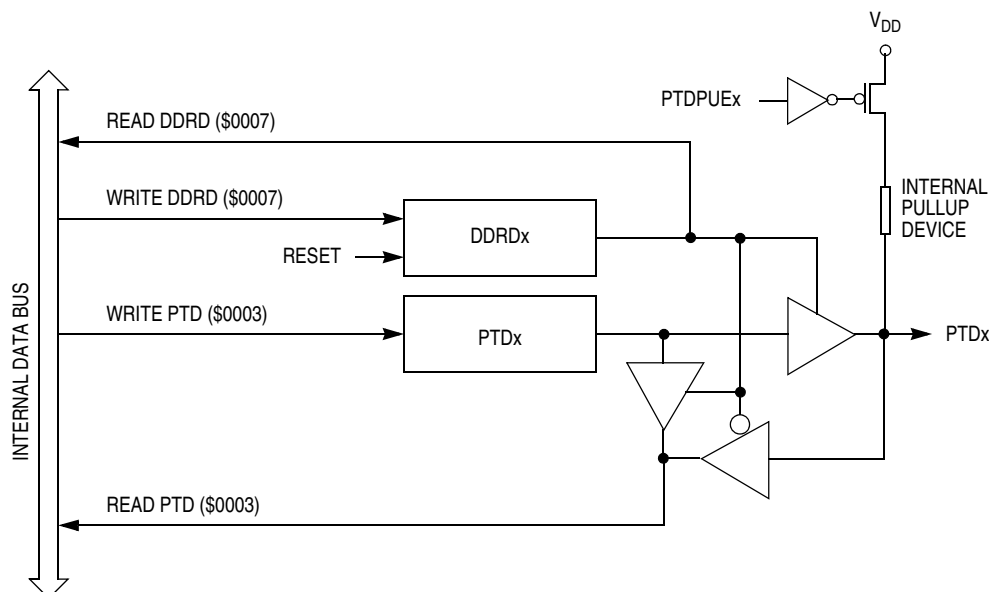 VDD
PTDPUEx
READ DDRD ($0007)
WRITE DDRD ($0007)
INTERNAL
PULLUP
DEVICE
DDRDx
RESET
WRITE PTD ($0003)
PTDx
PTDx
INTERNAL DATA BUS
READ PTD ($0003)